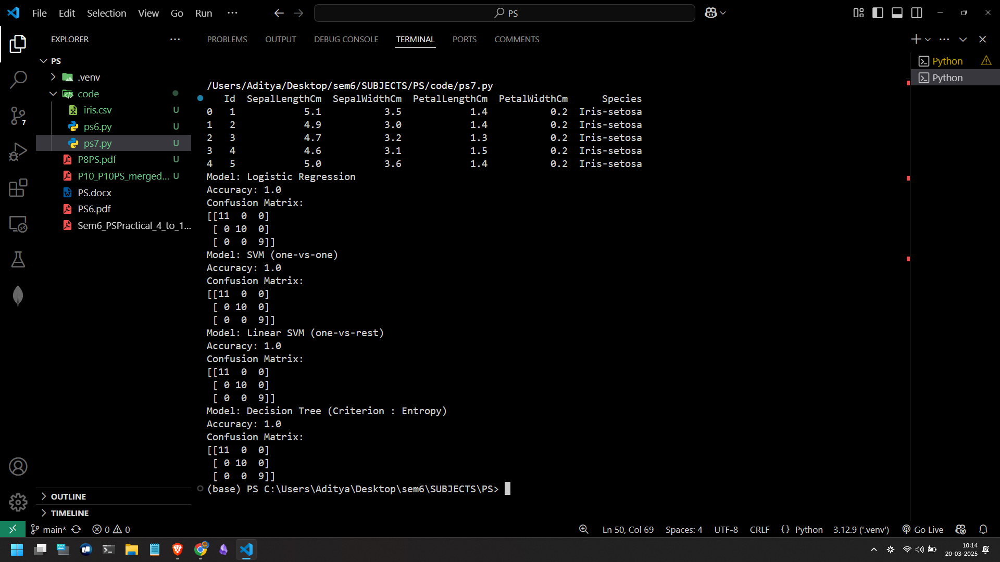 File Edit Selection View Go Run ···
PS
EXPLORER
PROBLEMS OUTPUT DEBUG CONSOLE TERMINAL PORTS COMMENTS
PS
.venv
code
iris.csv U
ps6.py U
ps7.py U
P8PS.pdf U
P10_P10PS_merged... U
PS.docx
PS6.pdf
Sem6_PSPractical_4_to_1...
OUTLINE
TIMELINE
7
/Users/Aditya/Desktop/sem6/SUBJECTS/PS/code/ps7.py
   Id  SepalLengthCm  SepalWidthCm  PetalLengthCm  PetalWidthCm      Species
0   1            5.1           3.5            1.4           0.2  Iris-setosa
1   2            4.9           3.0            1.4           0.2  Iris-setosa
2   3            4.7           3.2            1.3           0.2  Iris-setosa
3   4            4.6           3.1            1.5           0.2  Iris-setosa
4   5            5.0           3.6            1.4           0.2  Iris-setosa
Model: Logistic Regression
Accuracy: 1.0
Confusion Matrix:
[[11  0  0]
 [ 0 10  0]
 [ 0  0  9]]
Model: SVM (one-vs-one)
Accuracy: 1.0
Confusion Matrix:
[[11  0  0]
 [ 0 10  0]
 [ 0  0  9]]
Model: Linear SVM (one-vs-rest)
Accuracy: 1.0
Confusion Matrix:
[[11  0  0]
 [ 0 10  0]
 [ 0  0  9]]
Model: Decision Tree (Criterion : Entropy)
Accuracy: 1.0
Confusion Matrix:
[[11  0  0]
 [ 0 10  0]
 [ 0  0  9]]
(base) PS C:\Users\Aditya\Desktop\sem6\SUBJECTS\PS>
Python
Python
main* 0 0
Ln 50, Col 69 Spaces: 4 UTF-8 CRLF {} Python 3.12.9 ('.venv') Go Live
10:14
20-03-2025